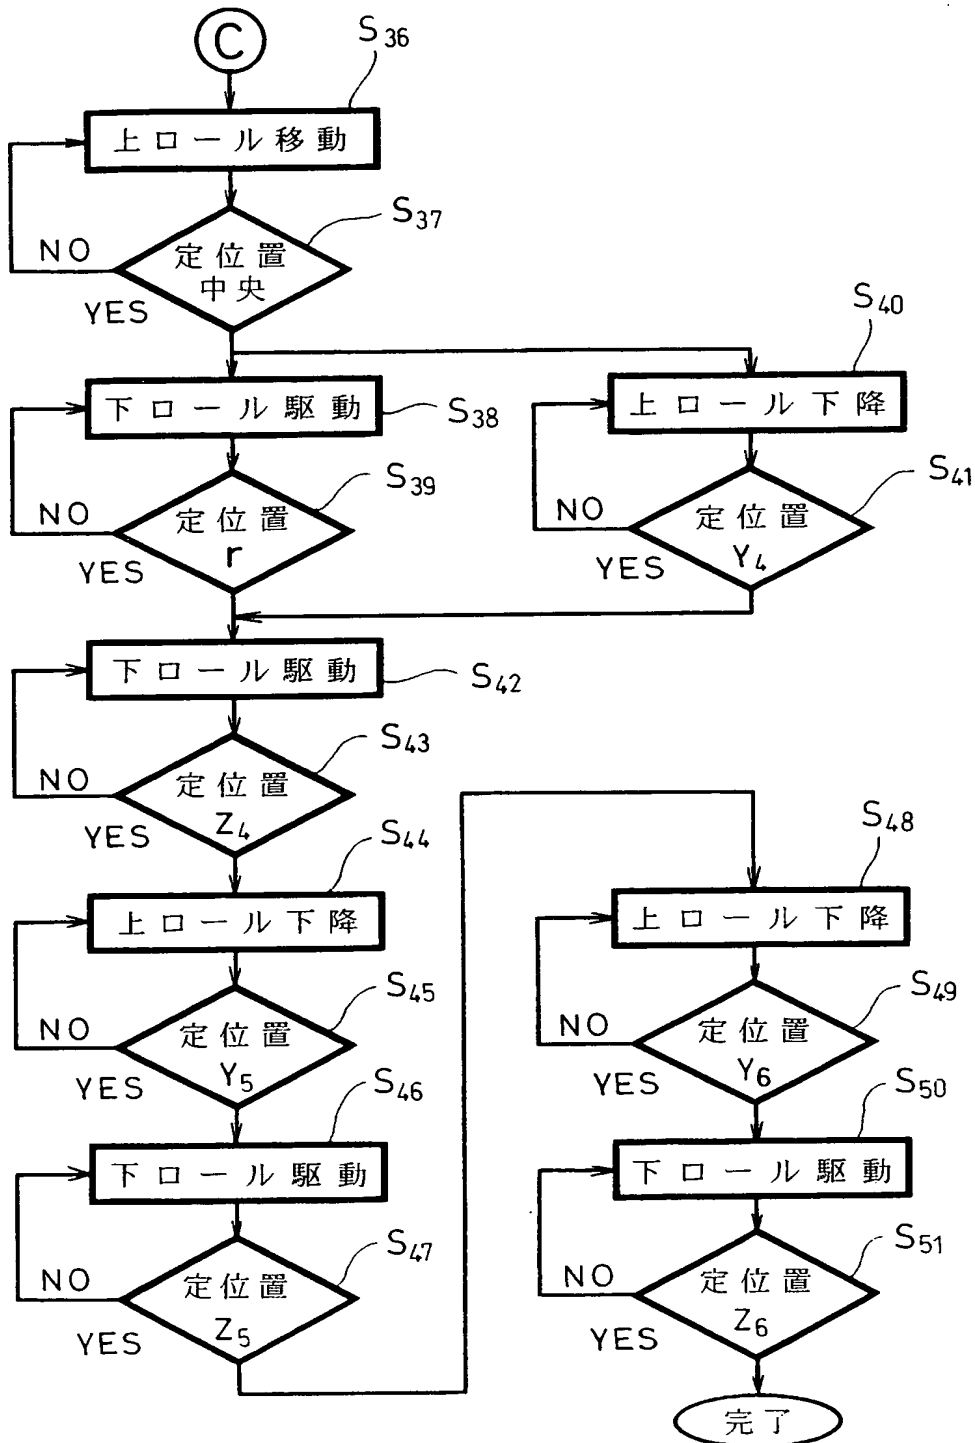 C
S36
上ロール移動
S37
定位置
中央
NO
YES
S40
下ロール駆動
S38
上ロール下降
S39
定位置
r
NO
YES
S41
定位置
Y4
NO
YES
下ロール駆動
S42
S43
定位置
Z4
NO
YES
S44
上ロール下降
S45
定位置
Y5
NO
YES
S46
下ロール駆動
S47
定位置
Z5
NO
YES
S48
上ロール下降
S49
定位置
Y6
NO
YES
S50
下ロール駆動
S51
定位置
Z6
NO
YES
完了